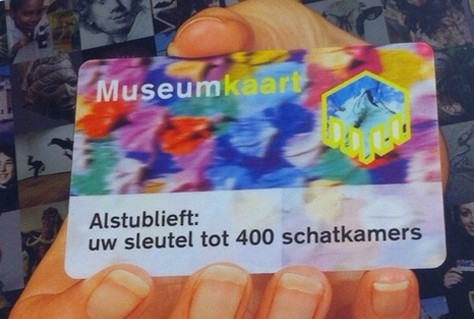 Museumkaart
Alstublieft:
uw sleutel tot 400 schatkamers